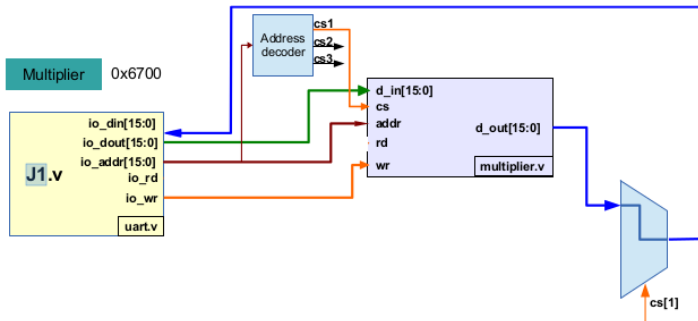 cs1
Address
decoder
cs2
cs3
Multiplier 0x6700
d_in[15:0]
cs
addr
rd
wr
d_out[15:0]
multiplier.v
io_din[15:0]
io_dout[15:0]
io_addr[15:0]
J1.v
io_rd
io_wr
uart.v
cs[1]